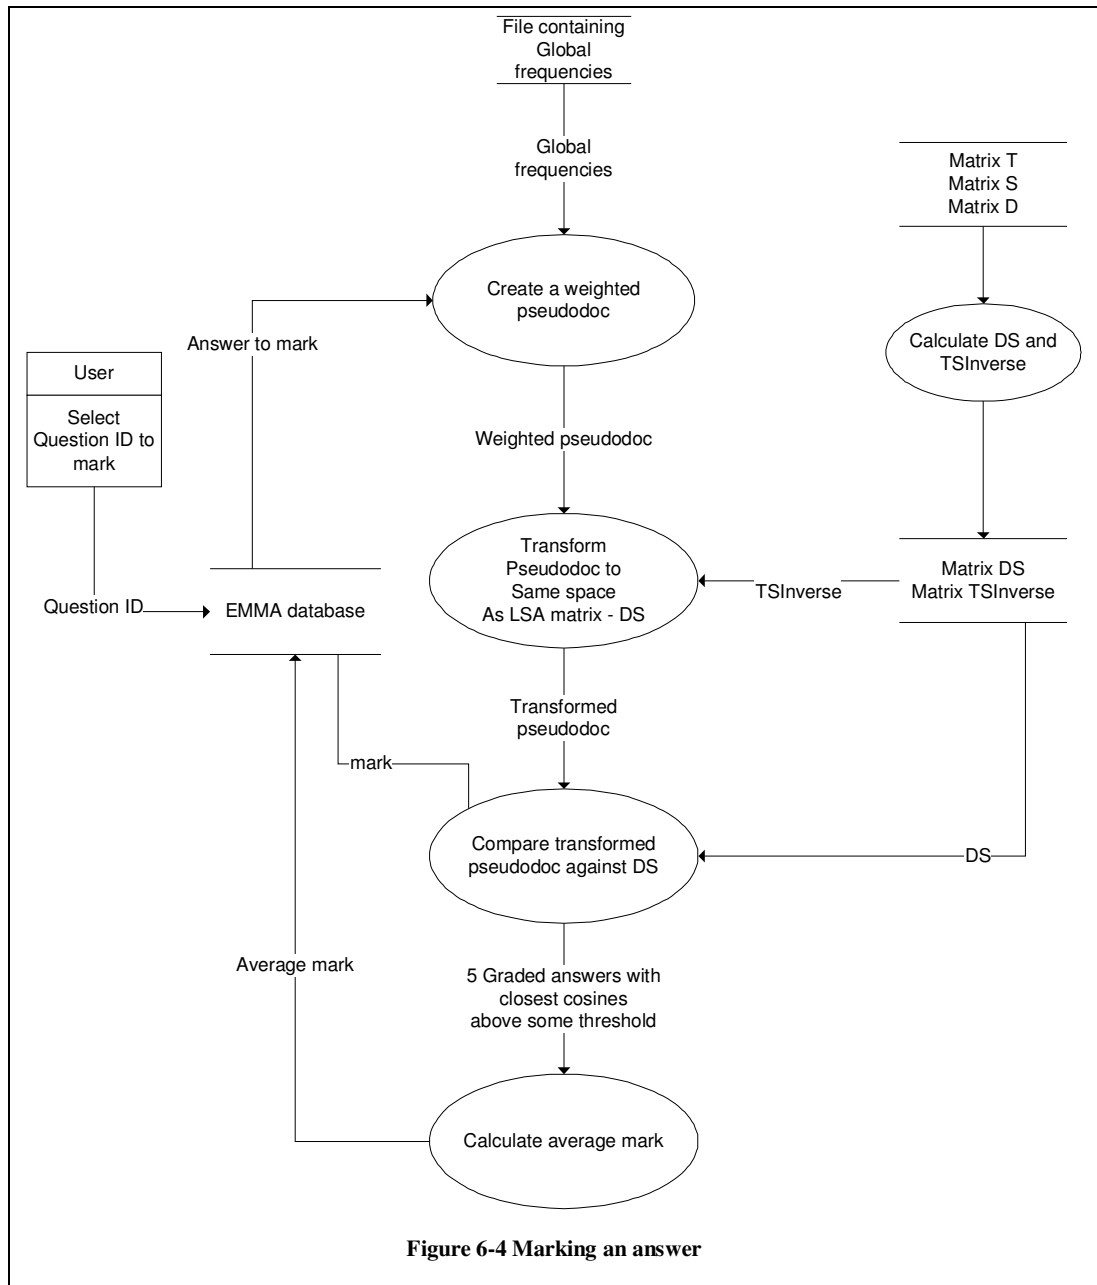 File containing
Global
frequencies
Global
frequencies
Matrix T
Matrix S
Matrix D
Create a weighted
pseudodoc
Answer to mark
Calculate DS and
TSInverse
User
Select
Question ID to
mark
Weighted pseudodoc
Transform
Pseudodoc to
Same space
As LSA matrix - DS
TSInverse
Matrix DS
Matrix TSInverse
Question ID
EMMA database
Transformed
pseudodoc
mark
Compare transformed
pseudodoc against DS
DS
Average mark
5 Graded answers with
closest cosines
above some threshold
Calculate average mark
Figure 6-4 Marking an answer